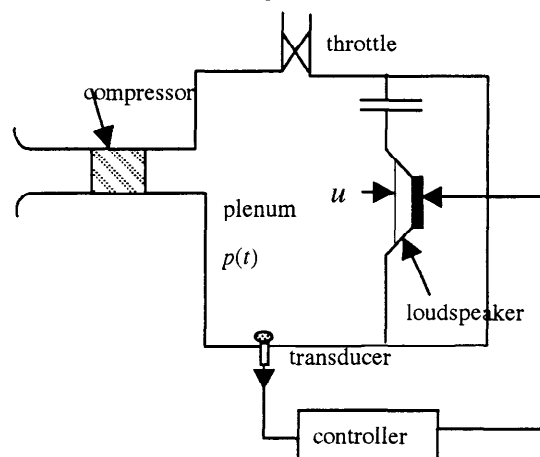 throttle
compressor
plenum
u
p(t)
loudspeaker
transducer
controller